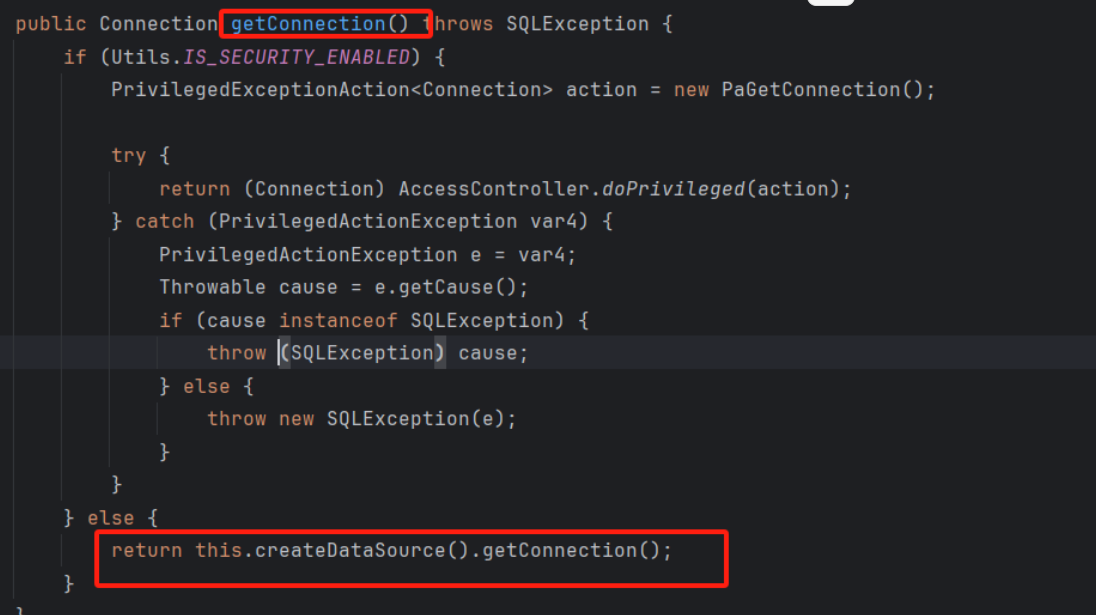 public Connection getConnection() throws SQLException {
    if (Utils.IS_SECURITY_ENABLED) {
        PrivilegedExceptionAction<Connection> action = new PaGetConnection();
        try {
            return (Connection) AccessController.doPrivileged(action);
        } catch (PrivilegedActionException var4) {
            PrivilegedActionException e = var4;
            Throwable cause = e.getCause();
            if (cause instanceof SQLException) {
                throw (SQLException) cause;
            } else {
                throw new SQLException(e);
            }
        }
    } else {
        return this.createDataSource().getConnection();
    }
}